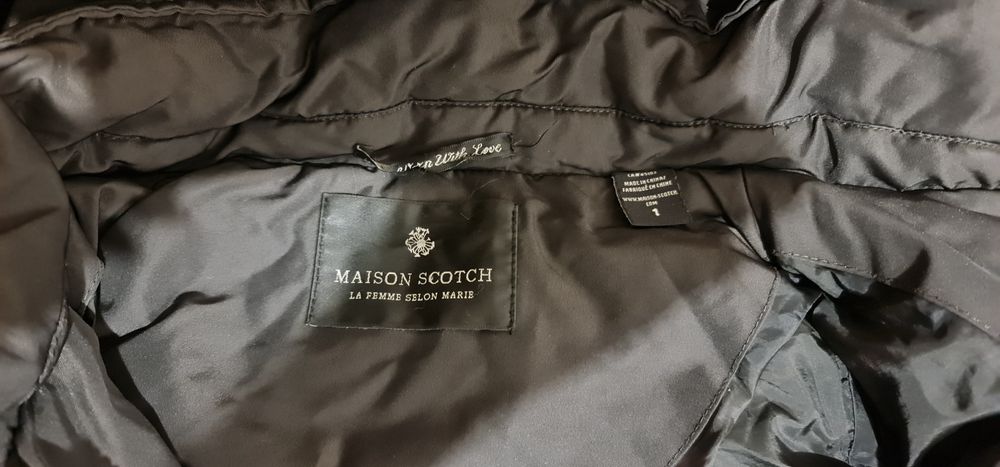 With Love
MAISON SCOTCH
LA FEMME SELON MARIE
MADE IN CHINA/
FABRIQUÉ EN CHINE
WWW.MAISON-SCOTCH.
COM
1